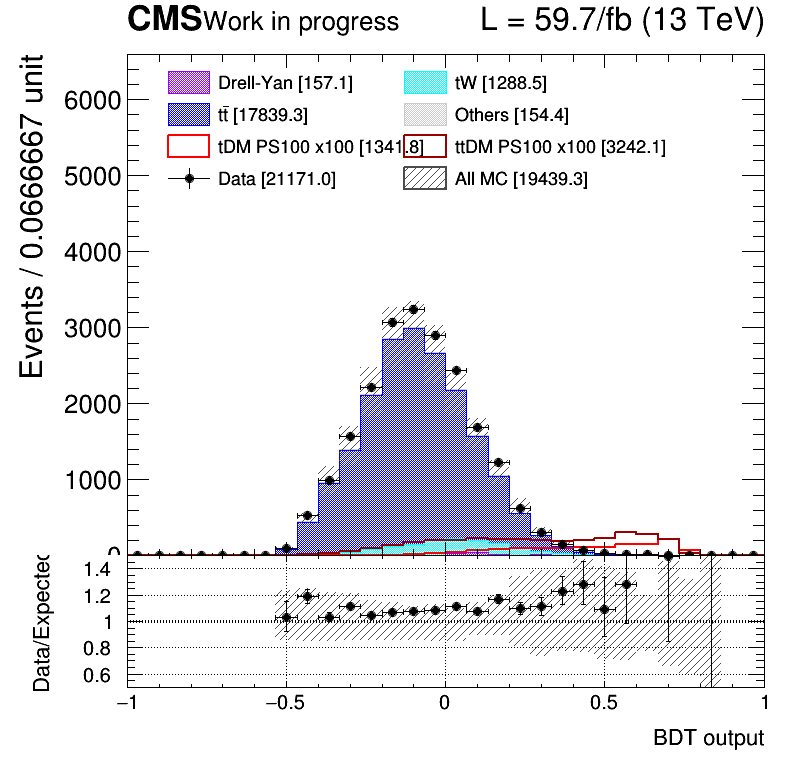 CMS Work in progress L = 59.7/fb (13 TeV)
Events / 0.0666667 unit
6000
5000
4000
3000
2000
1000
0
Drell-Yan [157.1] tW [1288.5]
tt̄ [17839.3] Others [154.4]
tDM PS100 x100 [1341.8] ttDM PS100 x100 [3242.1]
Data [21171.0] All MC [19439.3]
Data/Expected
1.4
1.2
1
0.8
0.6
−1 −0.5 0 0.5 1
BDT output